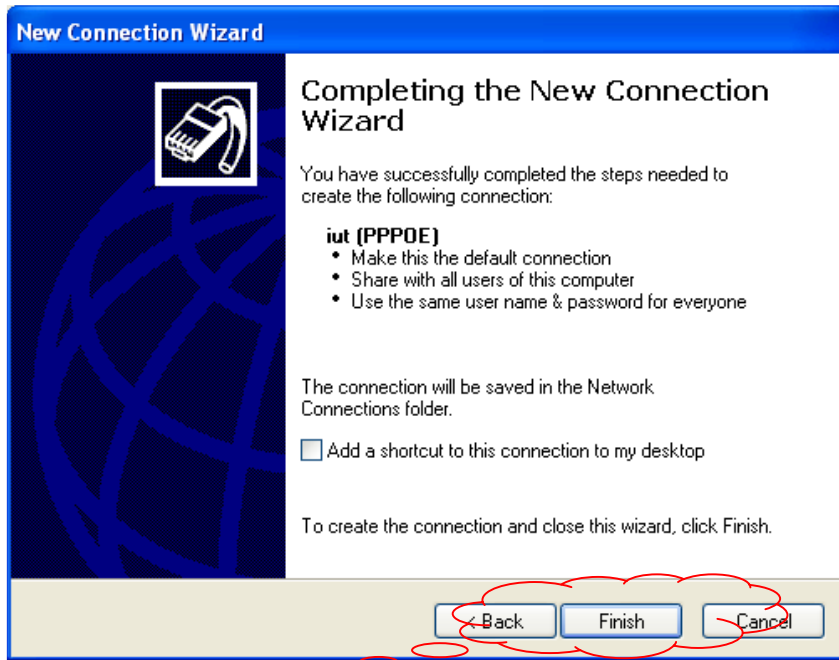 New Connection Wizard
Completing the New Connection
Wizard
You have successfully completed the steps needed to
create the following connection:
iut (PPPOE)
• Make this the default connection
• Share with all users of this computer
• Use the same user name & password for everyone
The connection will be saved in the Network
Connections folder.
Add a shortcut to this connection to my desktop
To create the connection and close this wizard, click Finish.
< Back Finish Cancel